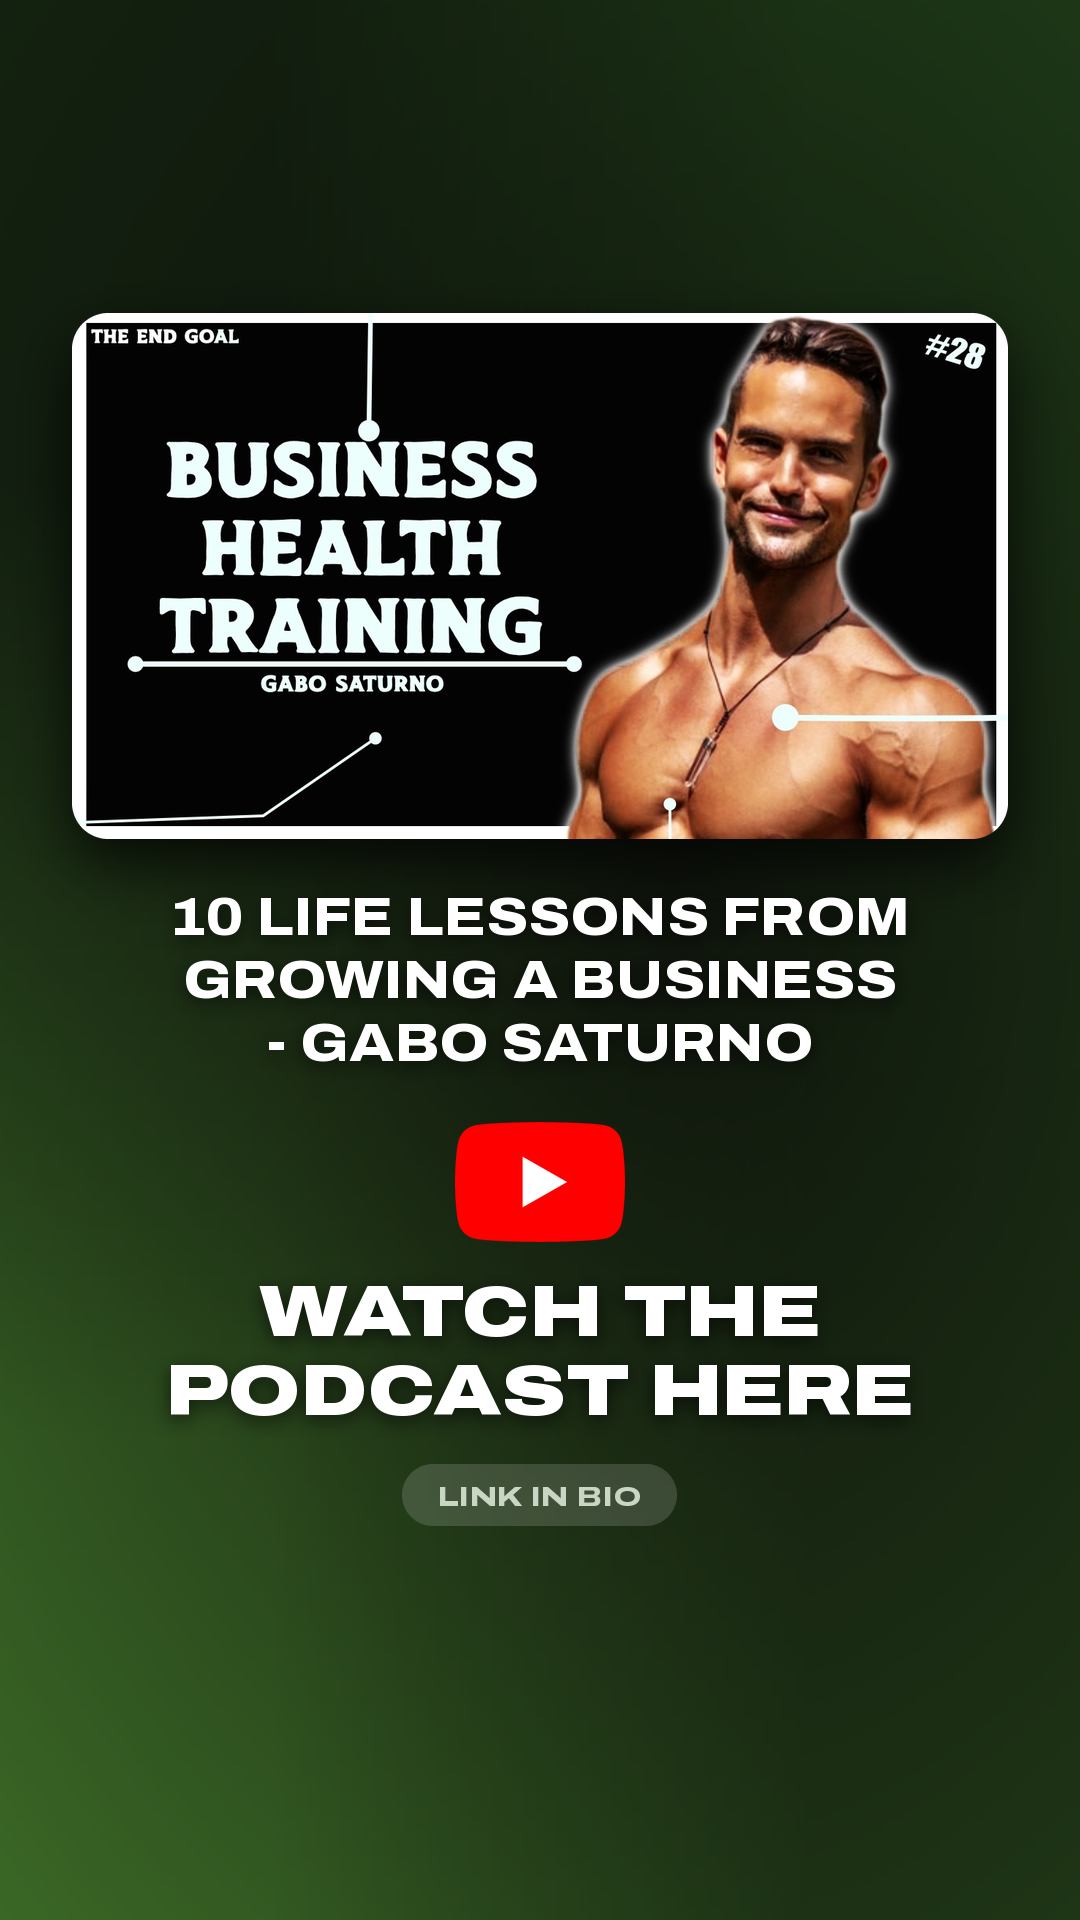 THE END GOAL
#28
BUSINESS
HEALTH
TRAINING
GABO SATURNO
10 LIFE LESSONS FROM
GROWING A BUSINESS
- GABO SATURNO
WATCH THE
PODCAST HERE
LINK IN BIO